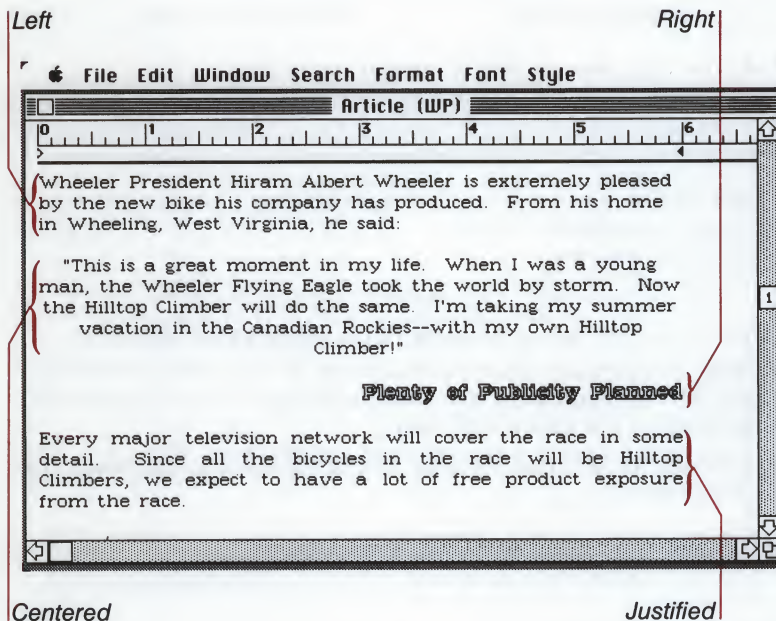 Left
Right
File Edit Window Search Format Font Style
Article (WP)
0 1 2 3 4 5 6
Wheeler President Hiram Albert Wheeler is extremely pleased
by the new bike his company has produced. From his home
in Wheeling, West Virginia, he said:
"This is a great moment in my life. When I was a young
man, the Wheeler Flying Eagle took the world by storm. Now
the Hilltop Climber will do the same. I'm taking my summer
vacation in the Canadian Rockies--with my own Hilltop
Climber!"
1
Plenty of Publicity Planned
Every major television network will cover the race in some
detail. Since all the bicycles in the race will be Hilltop
Climbers, we expect to have a lot of free product exposure
from the race.
Centered
Justified